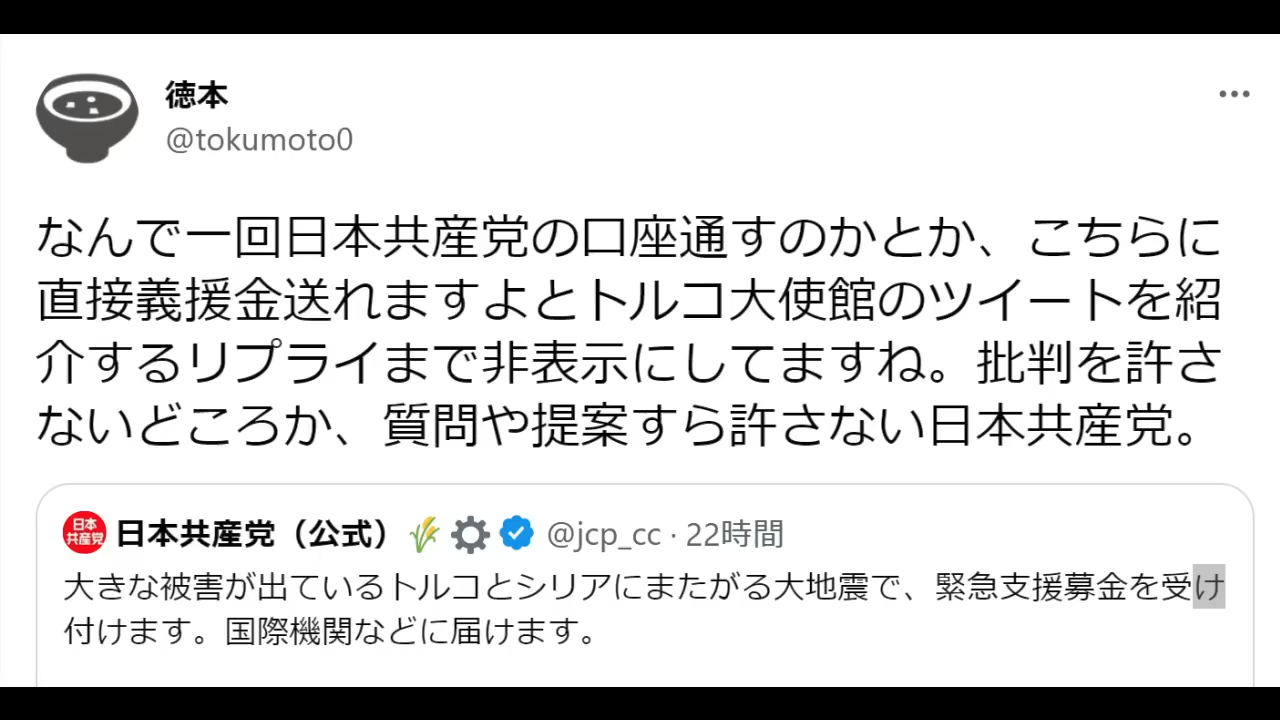 徳本
@tokumoto0
なんで一回日本共産党の口座通すのかとか、こちらに
直接義援金送れますよとトルコ大使館のツイートを紹
介するリプライまで非表示にしてますね。批判を許さ
ないどころか、質問や提案すら許さない日本共産党。
日本
共産党
日本共産党（公式）🌾⚙️ @jcp_cc · 22時間
大きな被害が出ているトルコとシリアにまたがる大地震で、緊急支援募金を受け
付けます。国際機関などに届けます。